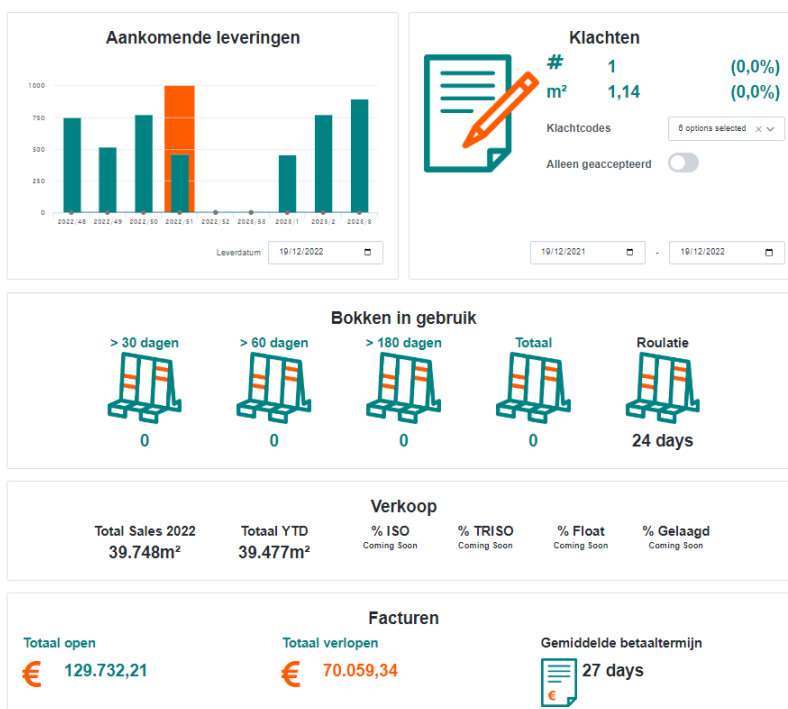 Aankomende leveringen
1000
750
500
250
0
2022/48 2022/49 2022/50 2022/51 2022/52 2022/53 2023/1 2023/2 2023/3
Leverdatum 19/12/2022
Klachten
# 1 (0,0%)
m² 1,14 (0,0%)
Klachtcodes 8 options selected
Alleen geaccepteerd
19/12/2021 - 19/12/2022
Bokken in gebruik
> 30 dagen > 60 dagen > 180 dagen Totaal Roulatie
0 0 0 0 24 days
Verkoop
Total Sales 2022 Totaal YTD % ISO % TRISO % Float % Gelaagd
39.748m² 39.477m² Coming Soon Coming Soon Coming Soon Coming Soon
Facturen
Totaal open Totaal verlopen Gemiddelde betaaltermijn
€ 129.732,21 € 70.059,34 € 27 days